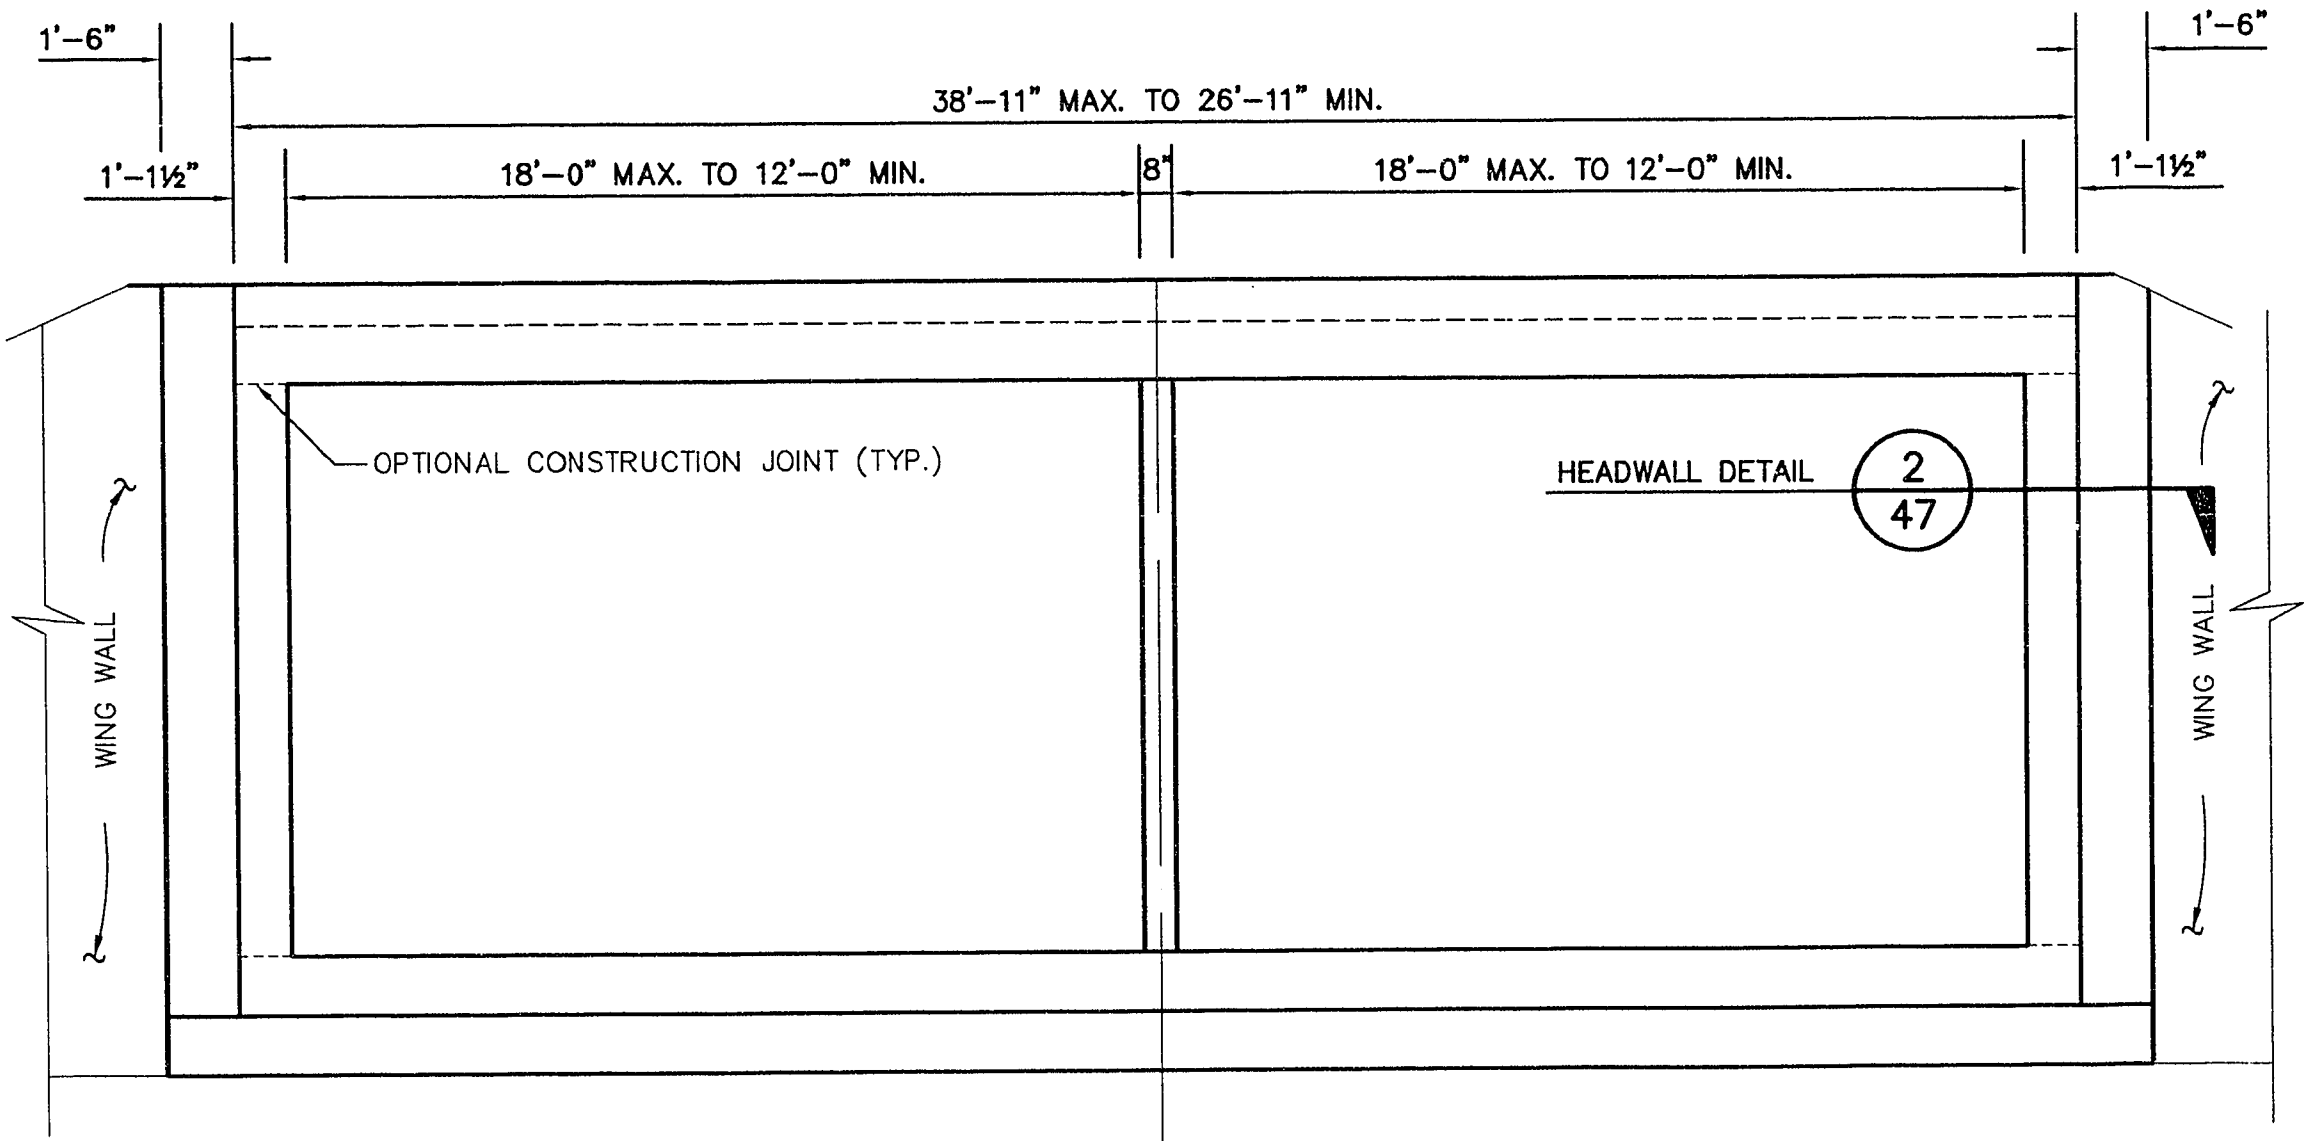 1'-6" 1'-6"
38'-11" MAX. TO 26'-11" MIN.
1'-1½" 18'-0" MAX. TO 12'-0" MIN. 8" 18'-0" MAX. TO 12'-0" MIN. 1'-1½"
OPTIONAL CONSTRUCTION JOINT (TYP.)
HEADWALL DETAIL 2
47
WING WALL
WING WALL